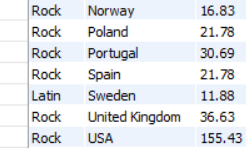 Rock Norway 16.83
Rock Poland 21.78
Rock Portugal 30.69
Rock Spain 21.78
Latin Sweden 11.88
Rock United Kingdom 36.63
Rock USA 155.43